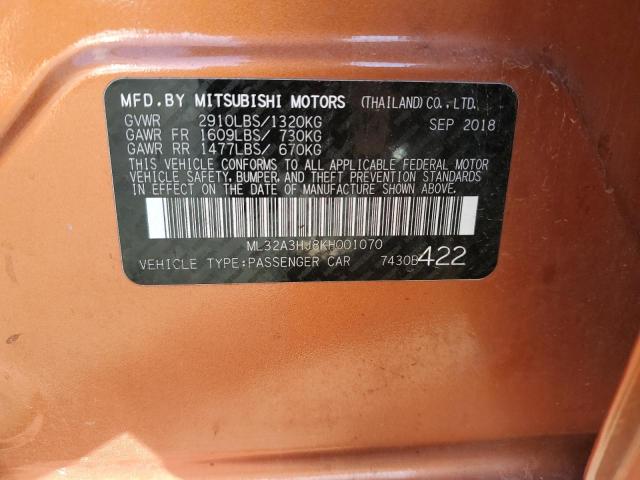 MFD.BY MITSUBISHI MOTORS (THAILAND)CO.,LTD.
GVWR 2910LBS/1320KG SEP 2018
GAWR FR 1609LBS/ 730KG
GAWR RR 1477LBS/ 670KG
THIS VEHICLE CONFORMS TO ALL APPLICABLE FEDERAL MOTOR
VEHICLE SAFETY,BUMPER,AND THEFT PREVENTION STANDARDS
IN EFFECT ON THE DATE OF MANUFACTURE SHOWN ABOVE.
ML32A3HJ8KH001070
VEHICLE TYPE:PASSENGER CAR 7430B422